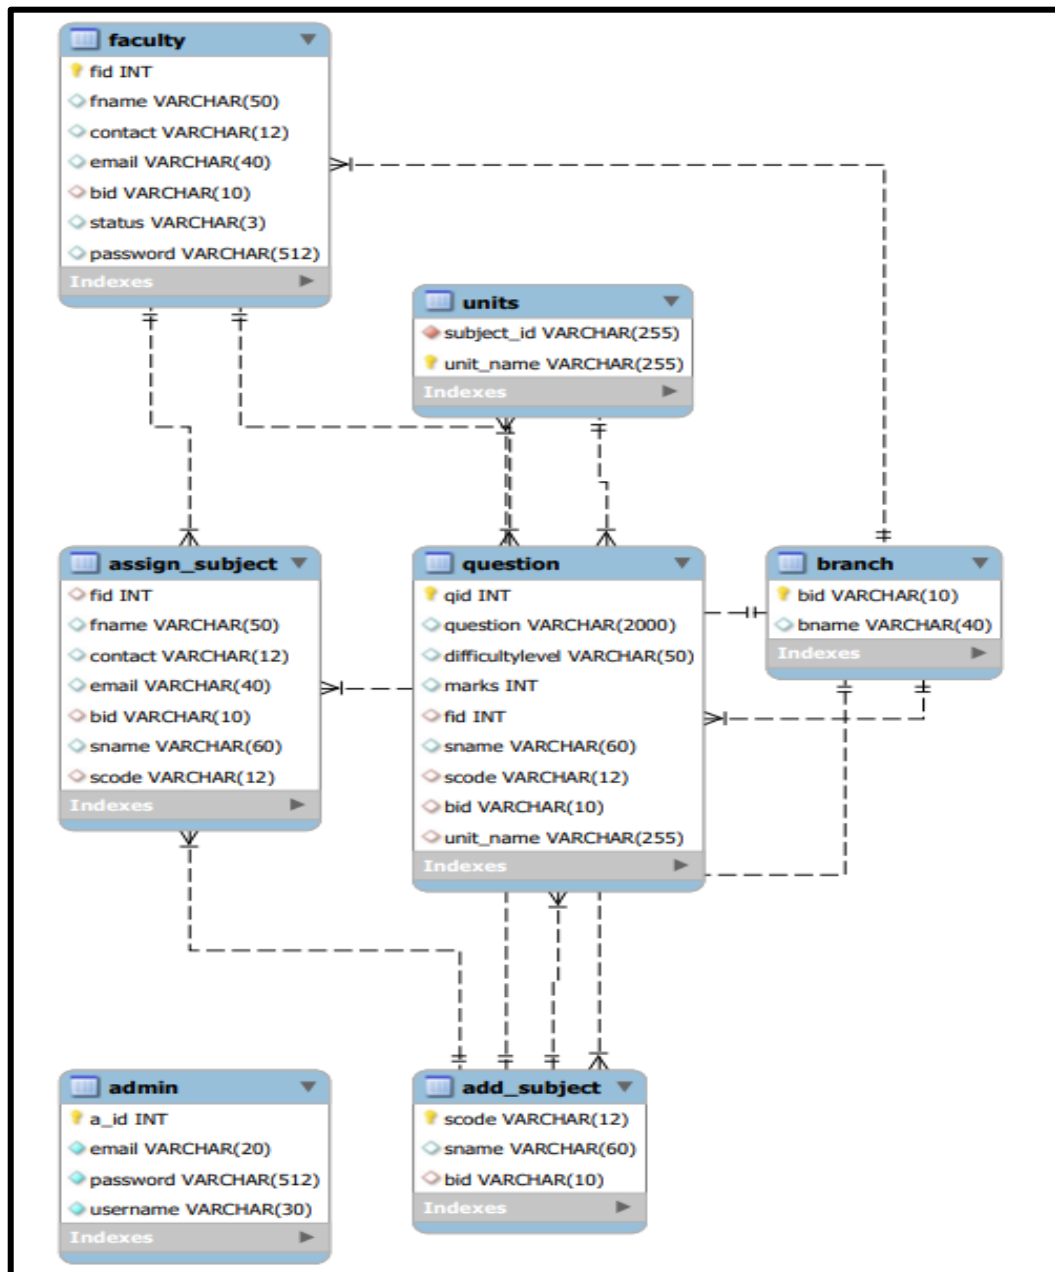 faculty
fid INT
fname VARCHAR(50)
contact VARCHAR(12)
email VARCHAR(40)
bid VARCHAR(10)
status VARCHAR(3)
password VARCHAR(512)
Indexes
units
subject_id VARCHAR(255)
unit_name VARCHAR(255)
Indexes
assign_subject
fid INT
fname VARCHAR(50)
contact VARCHAR(12)
email VARCHAR(40)
bid VARCHAR(10)
sname VARCHAR(60)
scode VARCHAR(12)
Indexes
question
qid INT
question VARCHAR(2000)
difficultylevel VARCHAR(50)
marks INT
fid INT
sname VARCHAR(60)
scode VARCHAR(12)
bid VARCHAR(10)
unit_name VARCHAR(255)
Indexes
branch
bid VARCHAR(10)
bname VARCHAR(40)
Indexes
admin
a_id INT
email VARCHAR(20)
password VARCHAR(512)
username VARCHAR(30)
Indexes
add_subject
scode VARCHAR(12)
sname VARCHAR(60)
bid VARCHAR(10)
Indexes